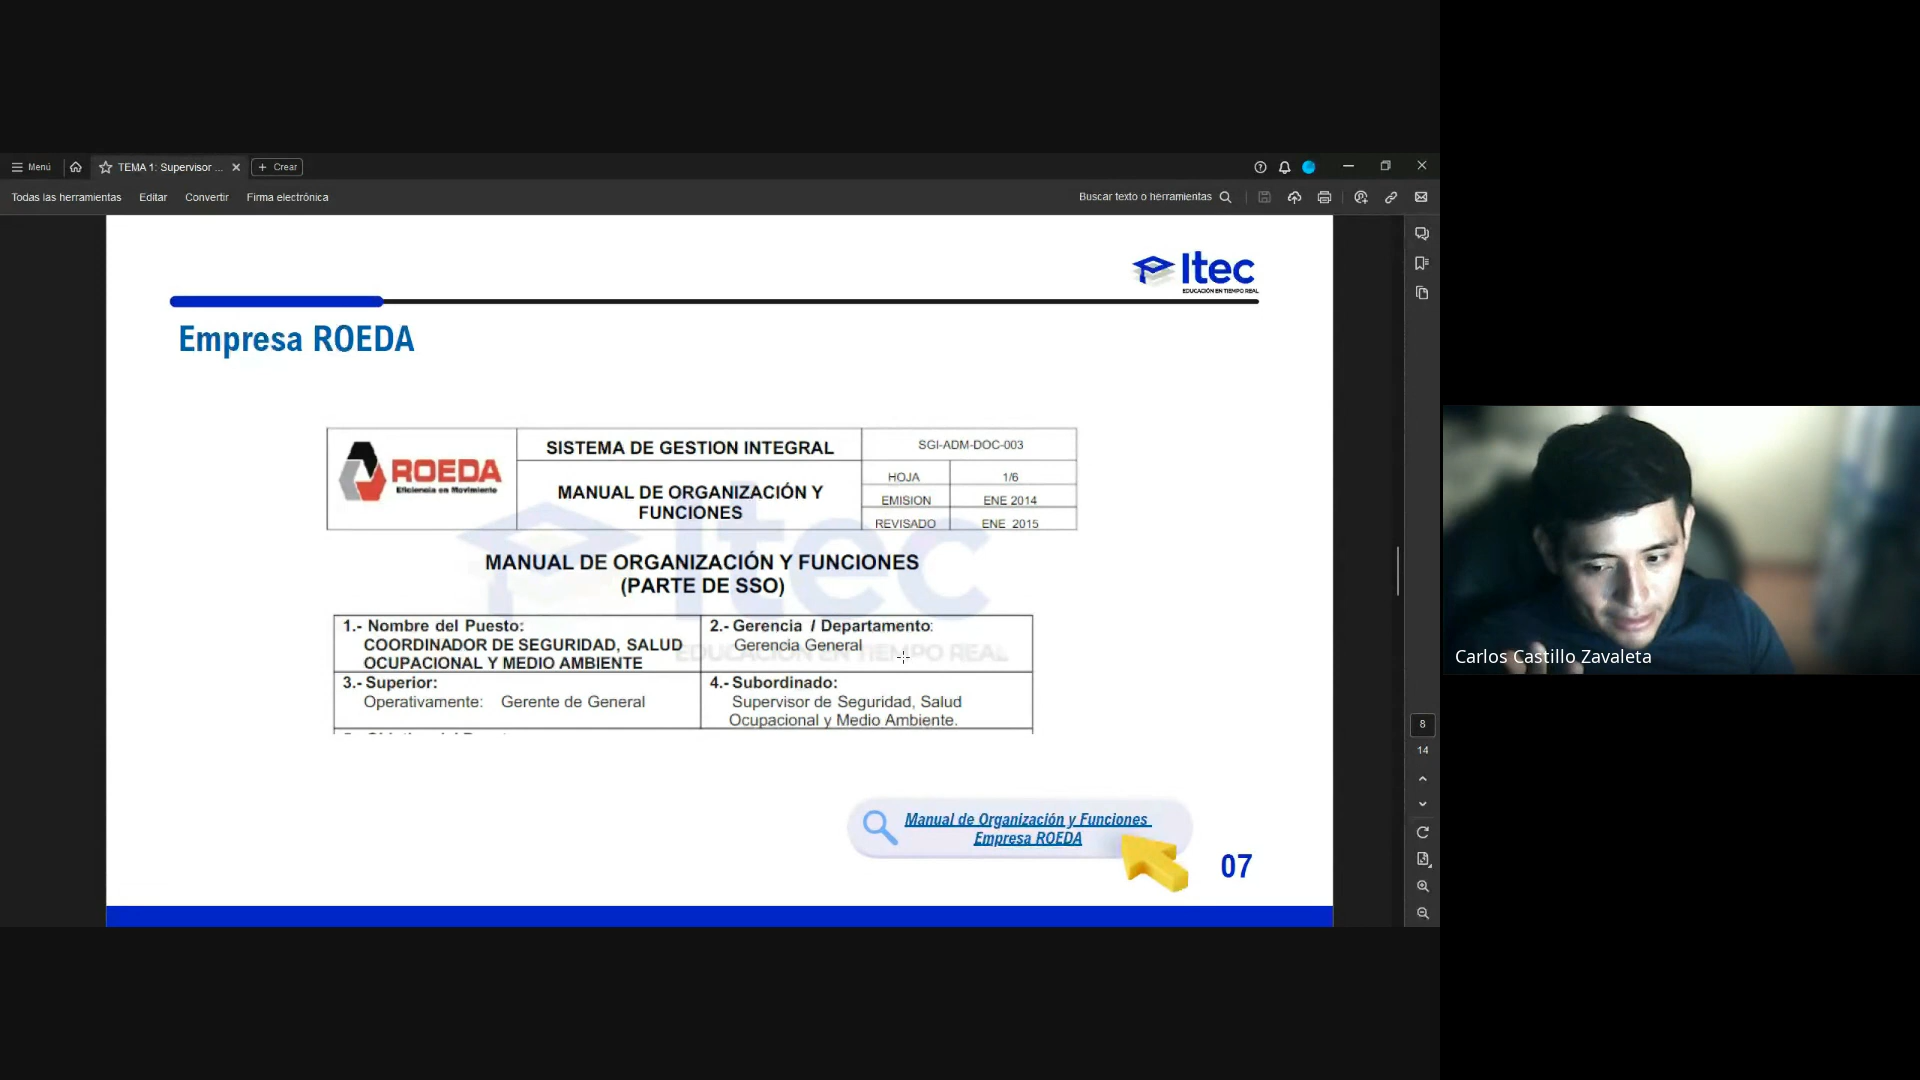 Menú
TEMA 1: Supervisor ...
Crear
Todas las herramientas
Editar
Convertir
Firma electrónica
Buscar texto o herramientas
Itec
EDUCACIÓN EN TIEMPO REAL
Empresa ROEDA
ROEDA
Eficiencia en Movimiento
SISTEMA DE GESTION INTEGRAL
MANUAL DE ORGANIZACIÓN Y
FUNCIONES
SGI-ADM-DOC-003
HOJA 1/6
EMISION ENE 2014
REVISADO ENE 2015
Itec
EDUCACIÓN EN TIEMPO REAL
MANUAL DE ORGANIZACIÓN Y FUNCIONES
(PARTE DE SSO)
1.- Nombre del Puesto:
COORDINADOR DE SEGURIDAD, SALUD
OCUPACIONAL Y MEDIO AMBIENTE
2.- Gerencia / Departamento:
Gerencia General
3.- Superior:
Operativamente: Gerente de General
4.- Subordinado:
Supervisor de Seguridad, Salud
Ocupacional y Medio Ambiente.
Manual de Organización y Funciones
Empresa ROEDA
07
8
14
Carlos Castillo Zavaleta